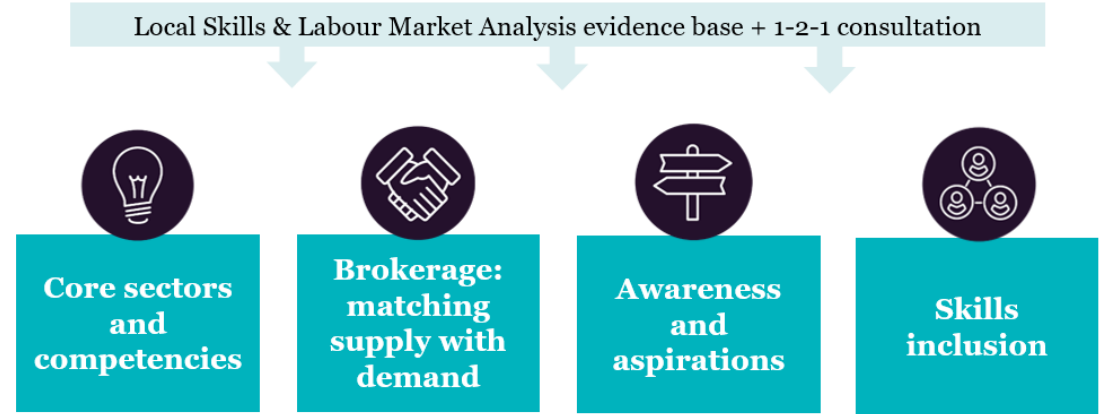 Local Skills & Labour Market Analysis evidence base + 1-2-1 consultation
Core sectors
and
competencies
Brokerage:
matching
supply with
demand
Awareness
and
aspirations
Skills
inclusion